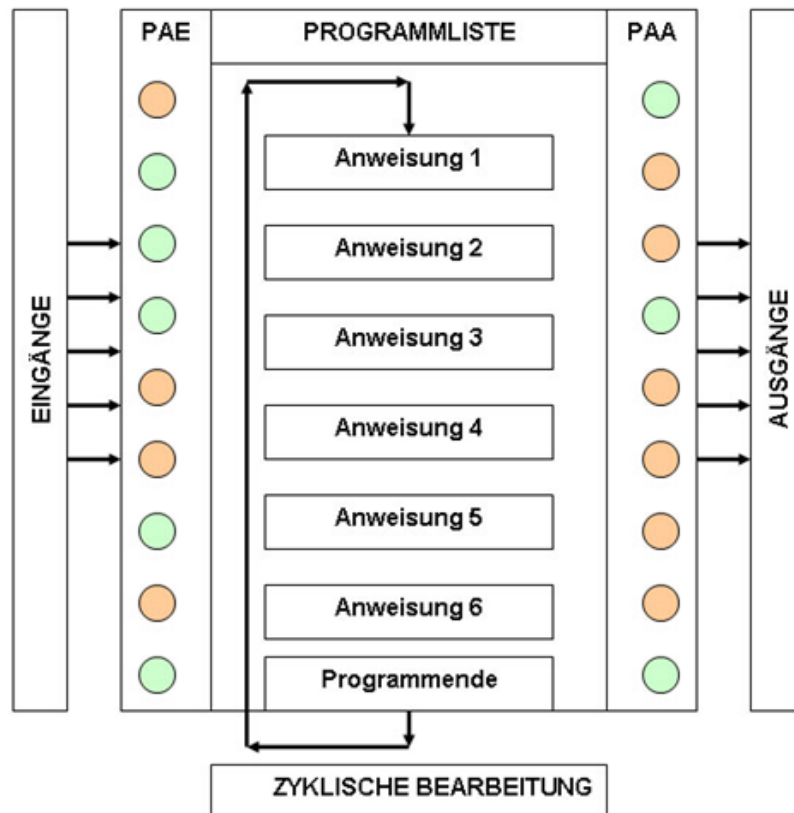 PAE
PROGRAMMLISTE
PAA
EINGÄNGE
Anweisung 1
Anweisung 2
Anweisung 3
Anweisung 4
Anweisung 5
Anweisung 6
Programmende
AUSGÄNGE
ZYKLISCHE BEARBEITUNG